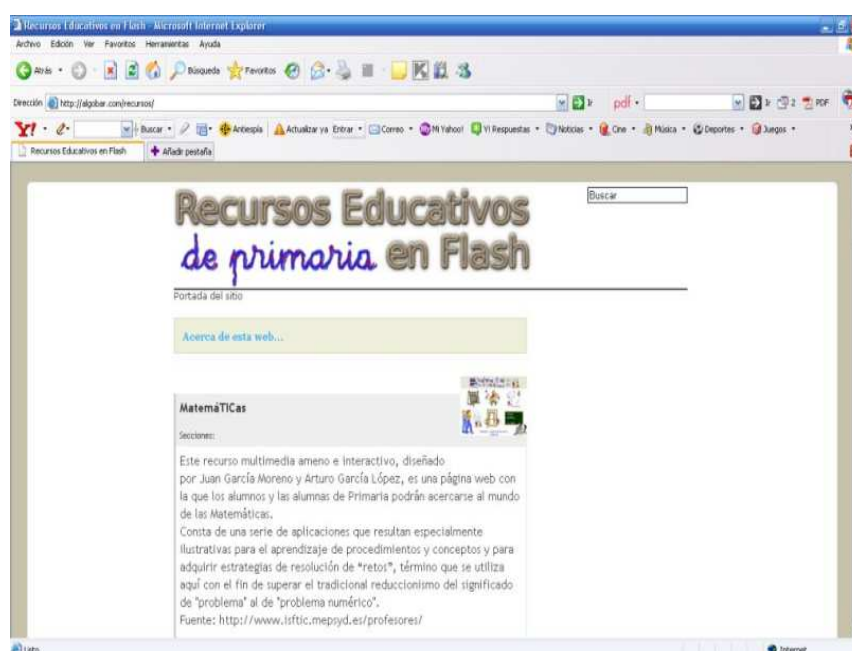 Recursos Educativos en Flash - Microsoft Internet Explorer
Archivo Edición Ver Favoritos Herramientas Ayuda
Atrás Búsqueda Favoritos
Dirección http://algobar.com/recursos/ Ir pdf Ir 2 PDF
Y! Buscar Antiespía Actualizar ya Entrar Correo Mi Yahoo! Y! Respuestas Noticias Cine Música Deportes Juegos
Recursos Educativos en Flash Añadir pestaña
Buscar
Recursos Educativos
de primaria en Flash
Portada del sitio
Acerca de esta web...
MatemáTICas
Secciones:
Este recurso multimedia ameno e interactivo, diseñado
por Juan García Moreno y Arturo García López, es una página web con
la que los alumnos y las alumnas de Primaria podrán acercarse al mundo
de las Matemáticas.
Consta de una serie de aplicaciones que resultan especialmente
ilustrativas para el aprendizaje de procedimientos y conceptos y para
adquirir estrategias de resolución de "retos", término que se utiliza
aquí con el fin de superar el tradicional reduccionismo del significado
de "problema" al de "problema numérico".
Fuente: http://www.isftic.mepsyd.es/profesores/
Listo Internet